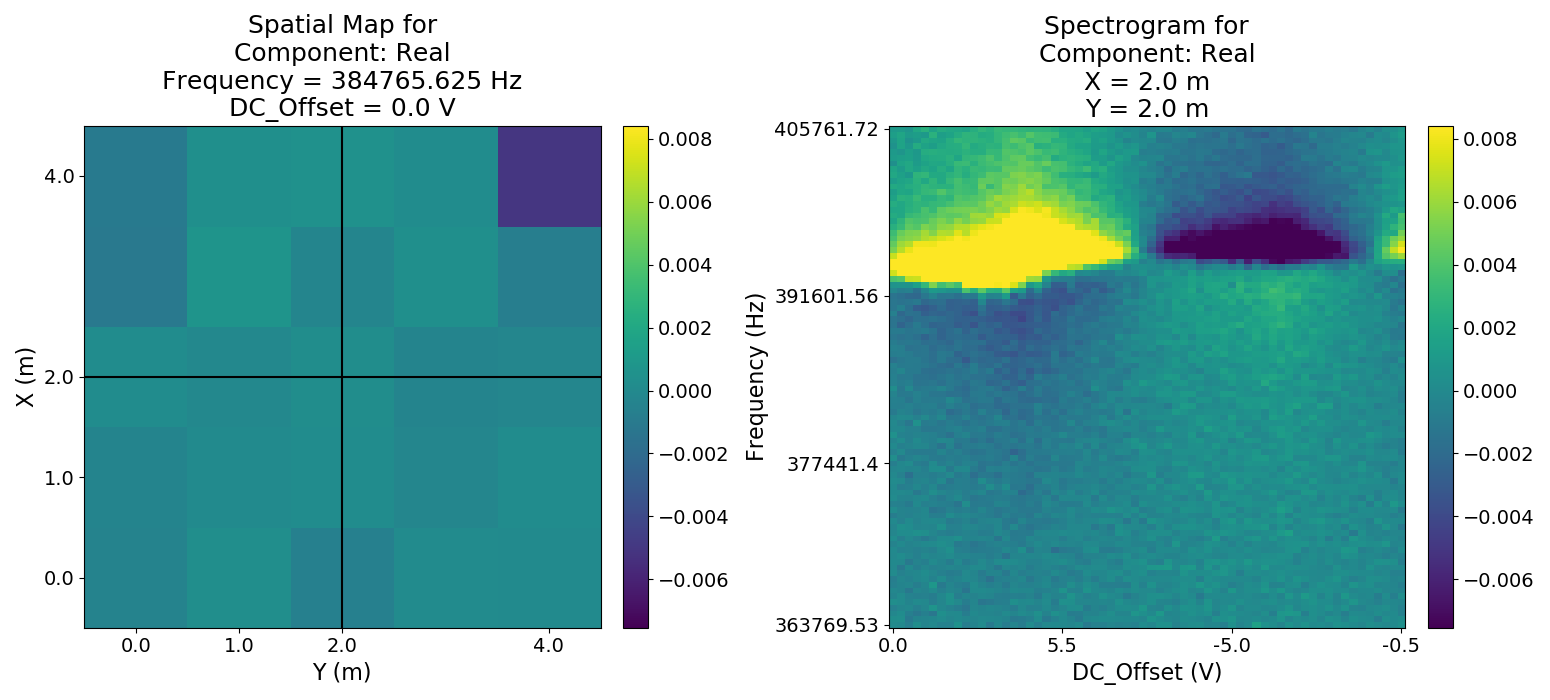 Spatial Map for
Component: Real
Frequency = 384765.625 Hz
DC_Offset = 0.0 V
4.0
2.0
1.0
0.0
X (m)
0.0 1.0 2.0 4.0
Y (m)
0.008
0.006
0.004
0.002
0.000
−0.002
−0.004
−0.006
Spectrogram for
Component: Real
X = 2.0 m
Y = 2.0 m
405761.72
391601.56
377441.4
363769.53
Frequency (Hz)
0.0 5.5 -5.0 -0.5
DC_Offset (V)
0.008
0.006
0.004
0.002
0.000
−0.002
−0.004
−0.006